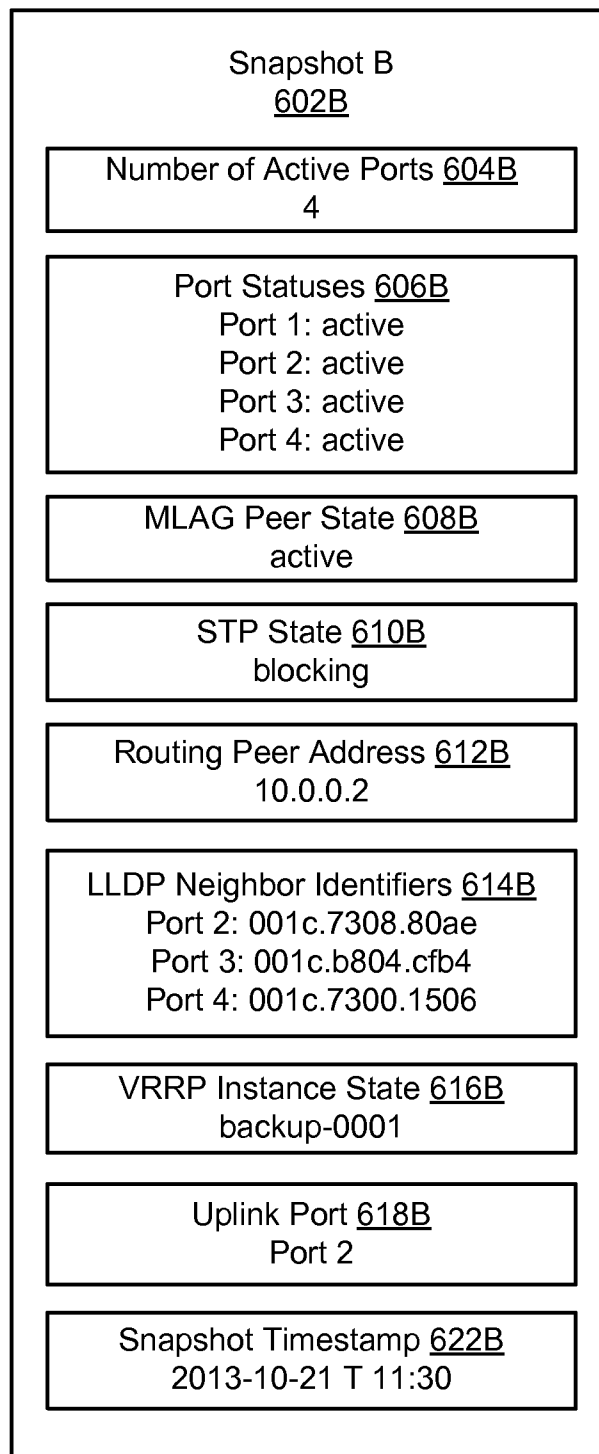 Snapshot B
602B
Number of Active Ports 604B
4
Port Statuses 606B
Port 1: active
Port 2: active
Port 3: active
Port 4: active
MLAG Peer State 608B
active
STP State 610B
blocking
Routing Peer Address 612B
10.0.0.2
LLDP Neighbor Identifiers 614B
Port 2: 001c.7308.80ae
Port 3: 001c.b804.cfb4
Port 4: 001c.7300.1506
VRRP Instance State 616B
backup-0001
Uplink Port 618B
Port 2
Snapshot Timestamp 622B
2013-10-21 T 11:30